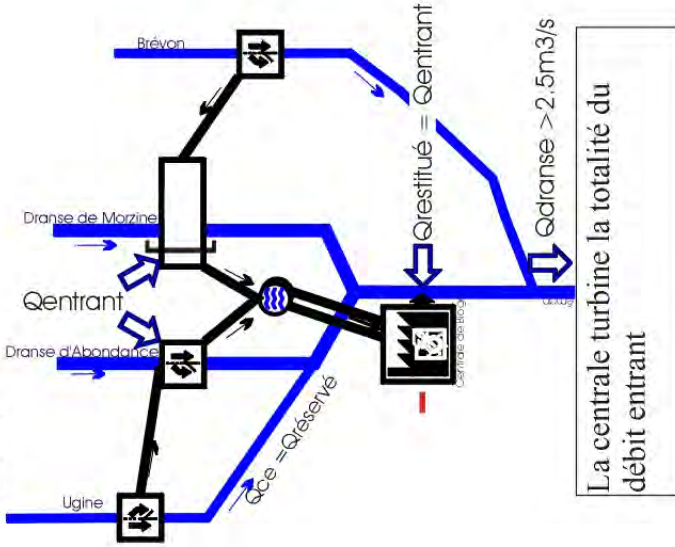 Brévon
Dranse de Morzine
Qentrant
Dranse d'Abondance
Ugine
Qce =Qréservé
Qrestitué = Qentrant
Qdranse >2.5m3/s
La centrale turbine la totalité du
débit entrant